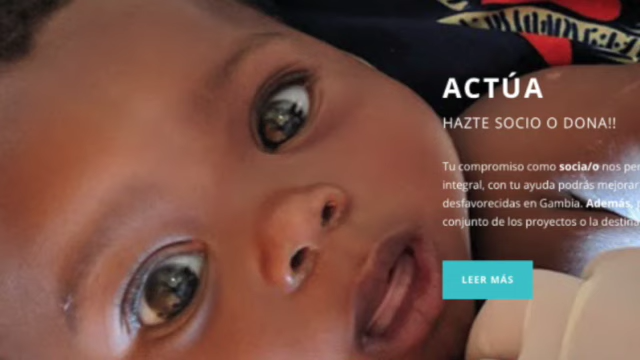 ACTÚA
HAZTE SOCIO O DONA!!
Tu compromiso como socia/o nos
integral, con tu ayuda podrás mejorar
desfavorecidas en Gambia. Además,
conjunto de los proyectos o la
LEER MÁS